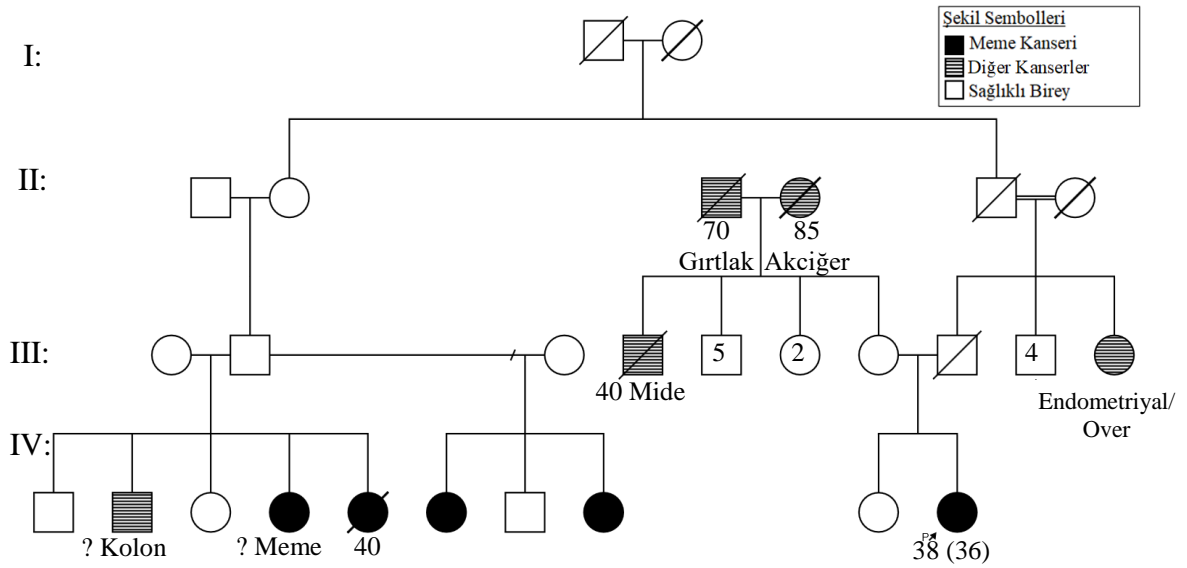 Şekil Sembolleri
Meme Kanseri
Diğer Kanserler
Sağlıklı Birey
I:
II:
70 85
Gırtlak Akciğer
III:
5 2 4
40 Mide
Endometriyal/
Over
IV:
? Kolon ? Meme 40
P
38 (36)